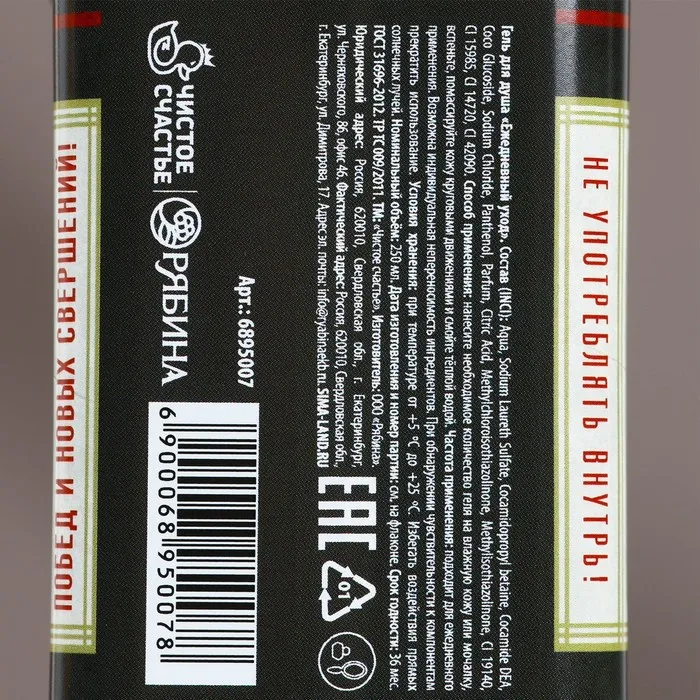 Гель для душа «Ежедневный уход». Состав (INCI): Aqua, Sodium Laureth Sulfate, Cocamidopropyl betaine, Cocamide DEA,
Coco Glucoside, Sodium Chloride, Panthenol, Parfum, Citric Acid, Methylchloroisothiazolinone, Methylisothiazolinone, CI 19140,
CI 15985, CI 14720, CI 42090. Способ применения: нанесите необходимое количество геля на влажную кожу или мочалку,
вспеньте, помассируйте кожу круговыми движениями и смойте тёплой водой. Частота применения: подходит для ежедневного
применения. Возможна индивидуальная непереносимость ингредиентов. При обнаружении чувствительности к компонентам
прекратить использование. Условия хранения: при температуре от +5 °С до +25 °С. Избегать воздействия прямых
солнечных лучей. Номинальный объём: 250 мл. Дата изготовления и номер партии: см. на флаконе. Срок годности: 36 мес.
ГОСТ 31696-2012. ТР ТС 009/2011. ТМ: «Чистое счастье». Изготовитель: ООО «Рябина».
Юридический адрес: Россия, 620010, Свердловская обл., г. Екатеринбург,
ул. Черняховского, 86, офис 46. Фактический адрес: Россия, 620010 Свердловская обл.,
г. Екатеринбург, ул. Димитрова, 17. Адрес эл. почты: info@ryabinaekb.ru. SIMA-LAND.RU
EAC
01
Арт.: 6895007
ЧИСТОЕ
СЧАСТЬЕ
РЯБИНА
6 900068 950078
НЕ УПОТРЕБЛЯТЬ ВНУТРЬ!
ПОБЕД И НОВЫХ СВЕРШЕНИЙ!